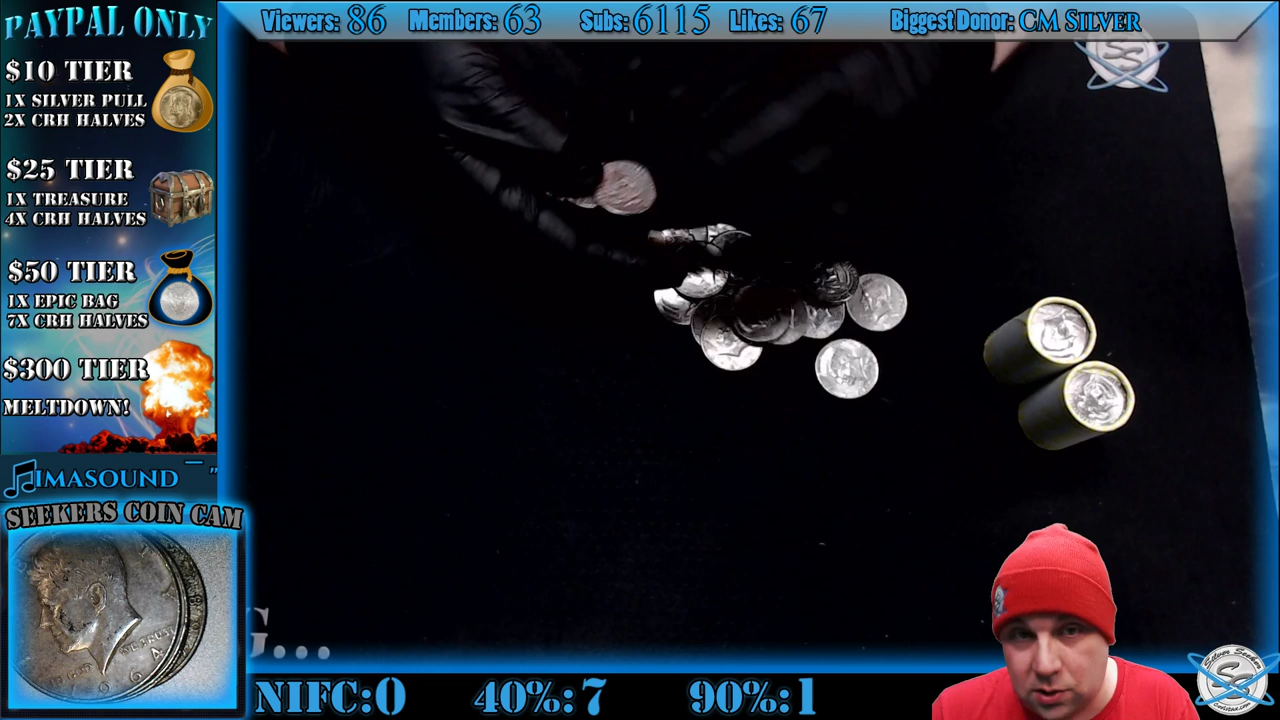 PAYPAL ONLY
Viewers: 86 Members: 63 Subs: 6115 Likes: 67 Biggest Donor: CM SILVER
$10 TIER
1X SILVER PULL
2X CRH HALVES
$25 TIER
1X TREASURE
4X CRH HALVES
$50 TIER
1X EPIC BAG
7X CRH HALVES
$300 TIER
MELTDOWN!
IMASOUND ¯ "
SEEKERS COIN CAM
G...
NIFC:0 40%:7 90%:1
Silver Seeker